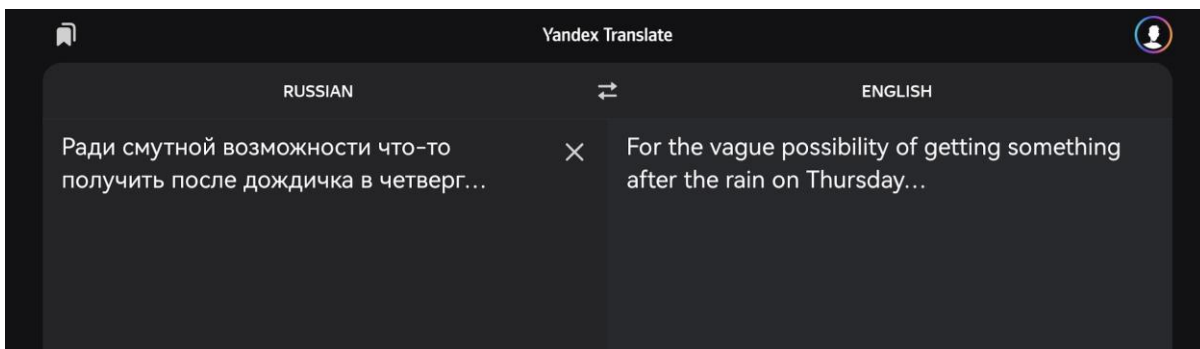 Yandex Translate
RUSSIAN
ENGLISH
Ради смутной возможности что-то
получить после дождичка в четверг...
For the vague possibility of getting something
after the rain on Thursday...